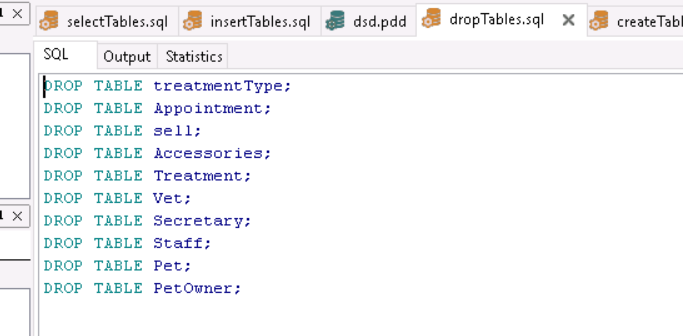 selectTables.sql insertTables.sql dsd.pdd dropTables.sql
SQL Output Statistics
DROP TABLE treatmentType;
DROP TABLE Appointment;
DROP TABLE sell;
DROP TABLE Accessories;
DROP TABLE Treatment;
DROP TABLE Vet;
DROP TABLE Secretary;
DROP TABLE Staff;
DROP TABLE Pet;
DROP TABLE PetOwner;